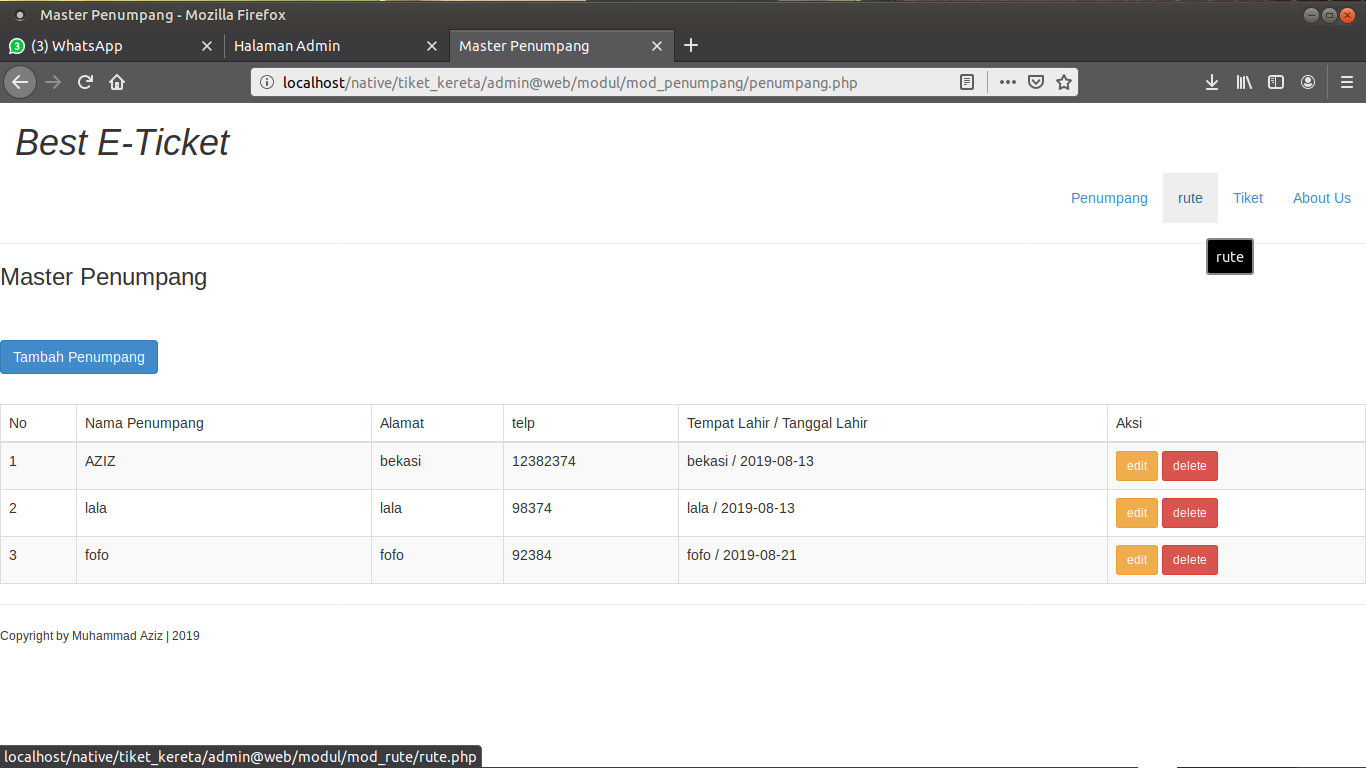 Master Penumpang - Mozilla Firefox
3 (3) WhatsApp
Halaman Admin
Master Penumpang
localhost/native/tiket_kereta/admin@web/modul/mod_penumpang/penumpang.php
Best E-Ticket
Penumpang rute Tiket About Us
rute
Master Penumpang
Tambah Penumpang
No Nama Penumpang Alamat telp Tempat Lahir / Tanggal Lahir Aksi
1 AZIZ bekasi 12382374 bekasi / 2019-08-13 edit delete
2 lala lala 98374 lala / 2019-08-13 edit delete
3 fofo fofo 92384 fofo / 2019-08-21 edit delete
Copyright by Muhammad Aziz | 2019
localhost/native/tiket_kereta/admin@web/modul/mod_rute/rute.php